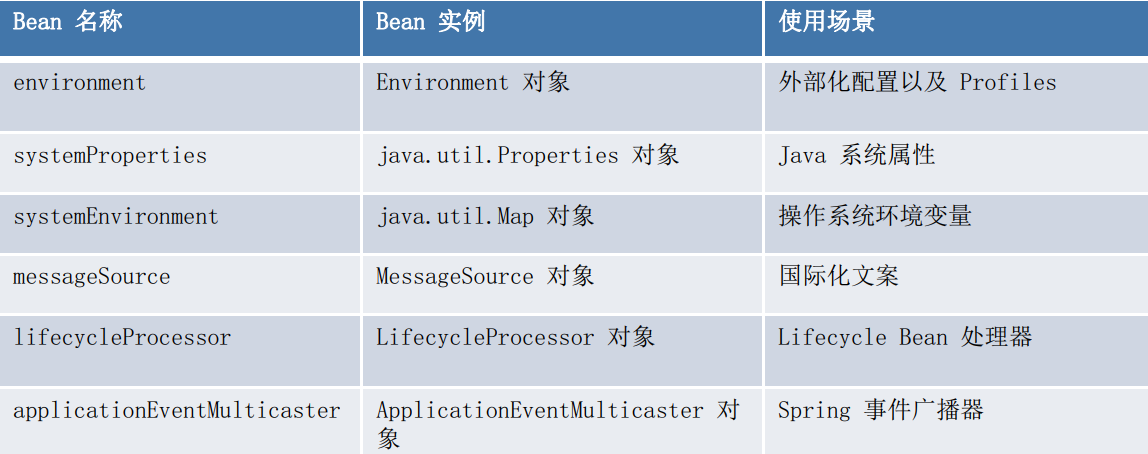 Bean 名称 Bean 实例 使用场景
environment Environment 对象 外部化配置以及 Profiles
systemProperties java.util.Properties 对象 Java 系统属性
systemEnvironment java.util.Map 对象 操作系统环境变量
messageSource MessageSource 对象 国际化文案
lifecycleProcessor LifecycleProcessor 对象 Lifecycle Bean 处理器
applicationEventMulticaster ApplicationEventMulticaster 对 Spring 事件广播器
象